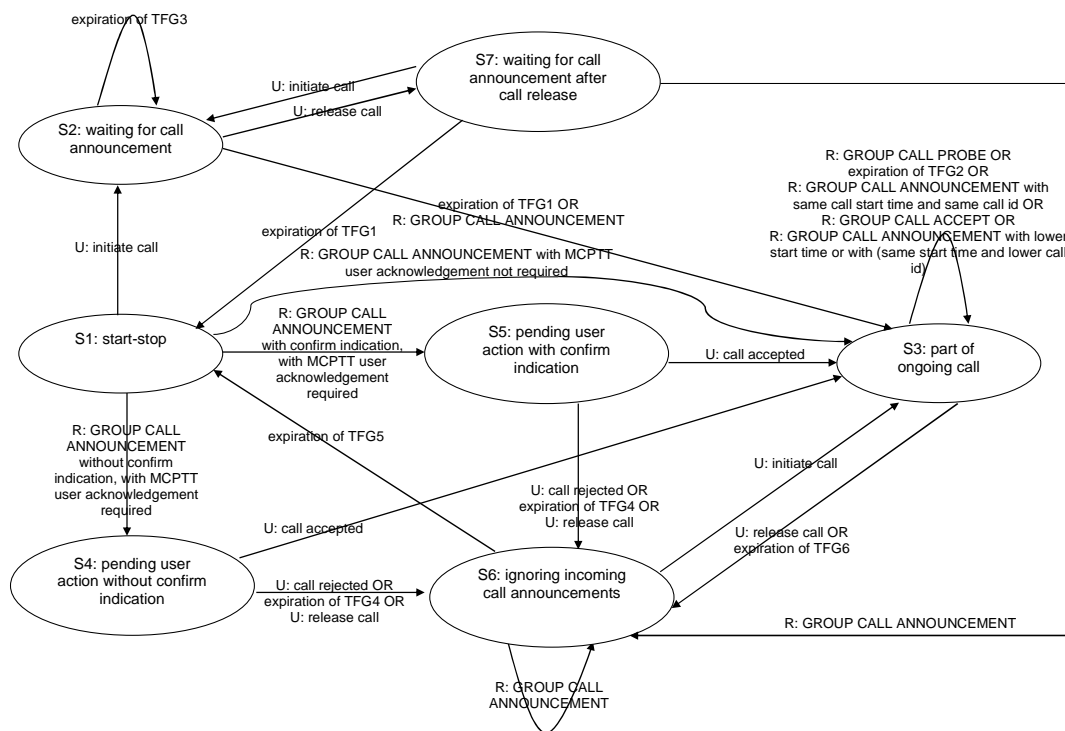 expiration of TFG3
S7: waiting for call
announcement after
call release
U: initiate call
U: release call
S2: waiting for call
announcement
R: GROUP CALL PROBE OR
expiration of TFG2 OR
R: GROUP CALL ANNOUNCEMENT with
same call start time and same call id OR
R: GROUP CALL ACCEPT OR
R: GROUP CALL ANNOUNCEMENT with lower
start time or with (same start time and lower call
id)
expiration of TFG1 OR
R: GROUP CALL ANNOUNCEMENT
expiration of TFG1
U: initiate call
R: GROUP CALL ANNOUNCEMENT with MCPTT
user acknowledgement not required
S1: start-stop
R: GROUP CALL
ANNOUNCEMENT
with confirm indication,
with MCPTT user
acknowledgement
required
S5: pending user
action with confirm
indication
U: call accepted
S3: part of
ongoing call
R: GROUP CALL
ANNOUNCEMENT
without confirm
indication, with MCPTT
user acknowledgement
required
expiration of TFG5
U: initiate call
U: call rejected OR
expiration of TFG4 OR
U: release call
U: call accepted
U: release call OR
expiration of TFG6
S4: pending user
action without confirm
indication
U: call rejected OR
expiration of TFG4 OR
U: release call
S6: ignoring incoming
call announcements
R: GROUP CALL ANNOUNCEMENT
R: GROUP CALL
ANNOUNCEMENT